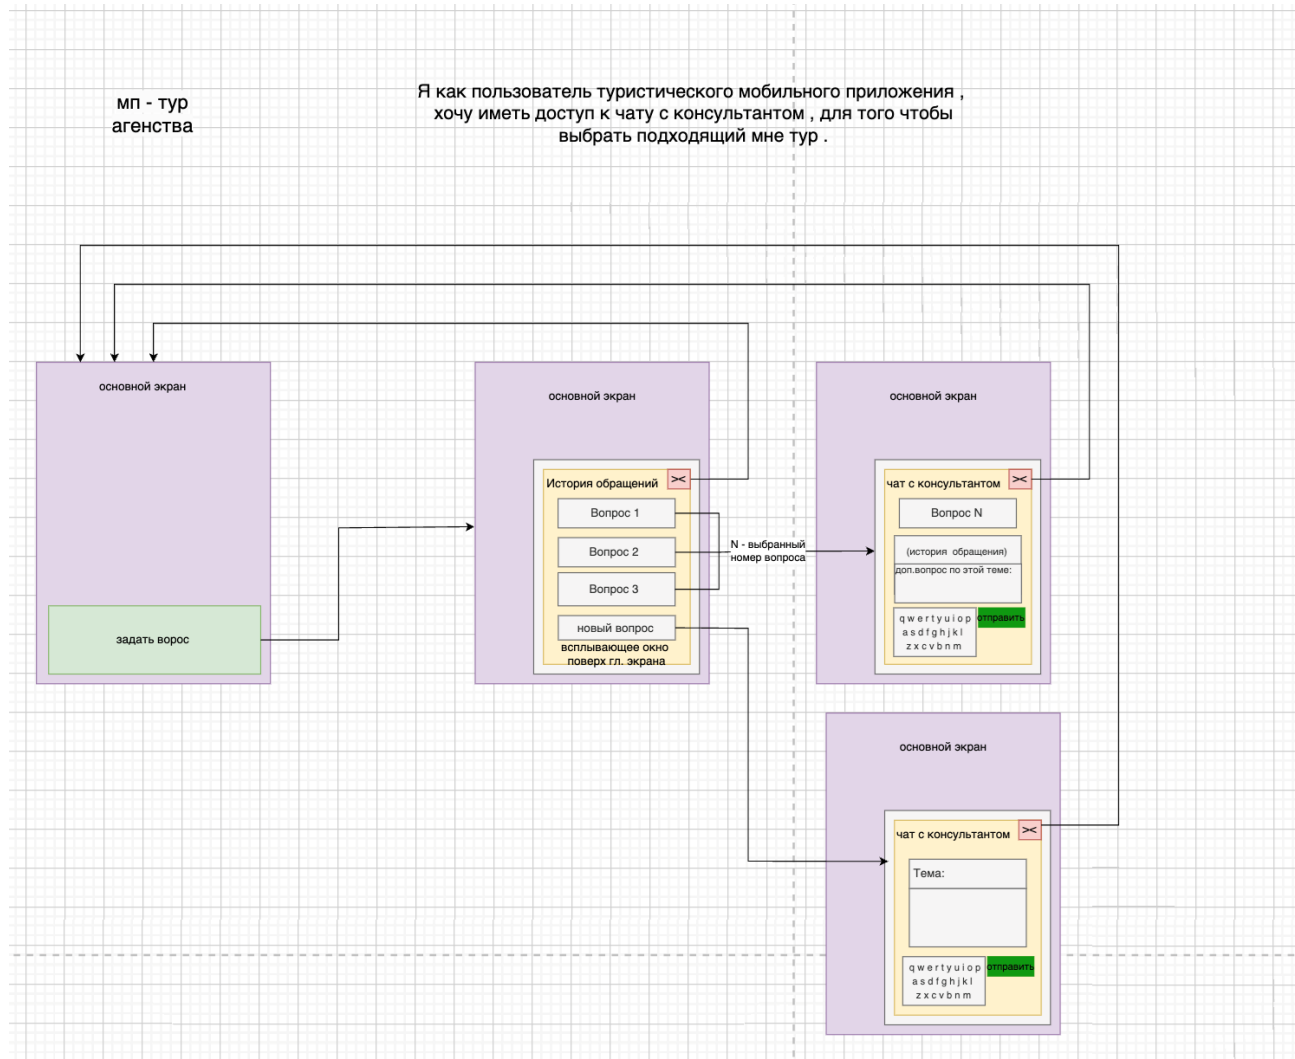 мп - тур
агенства
Я как пользователь туристического мобильного приложения ,
хочу иметь доступ к чату с консультантом , для того чтобы
выбрать подходящий мне тур .
основной экран
задать ворос
основной экран
История обращений
><
Вопрос 1
Вопрос 2
Вопрос 3
новый вопрос
всплывающее окно
поверх гл. экрана
N - выбранный
номер вопроса
основной экран
чат с консультантом
><
Вопрос N
(история обращения)
доп.вопрос по этой теме:
q w e r t y u i o p
a s d f g h j k l
z x c v b n m
отправить
основной экран
чат с консультантом
><
Тема:
q w e r t y u i o p
a s d f g h j k l
z x c v b n m
отправить